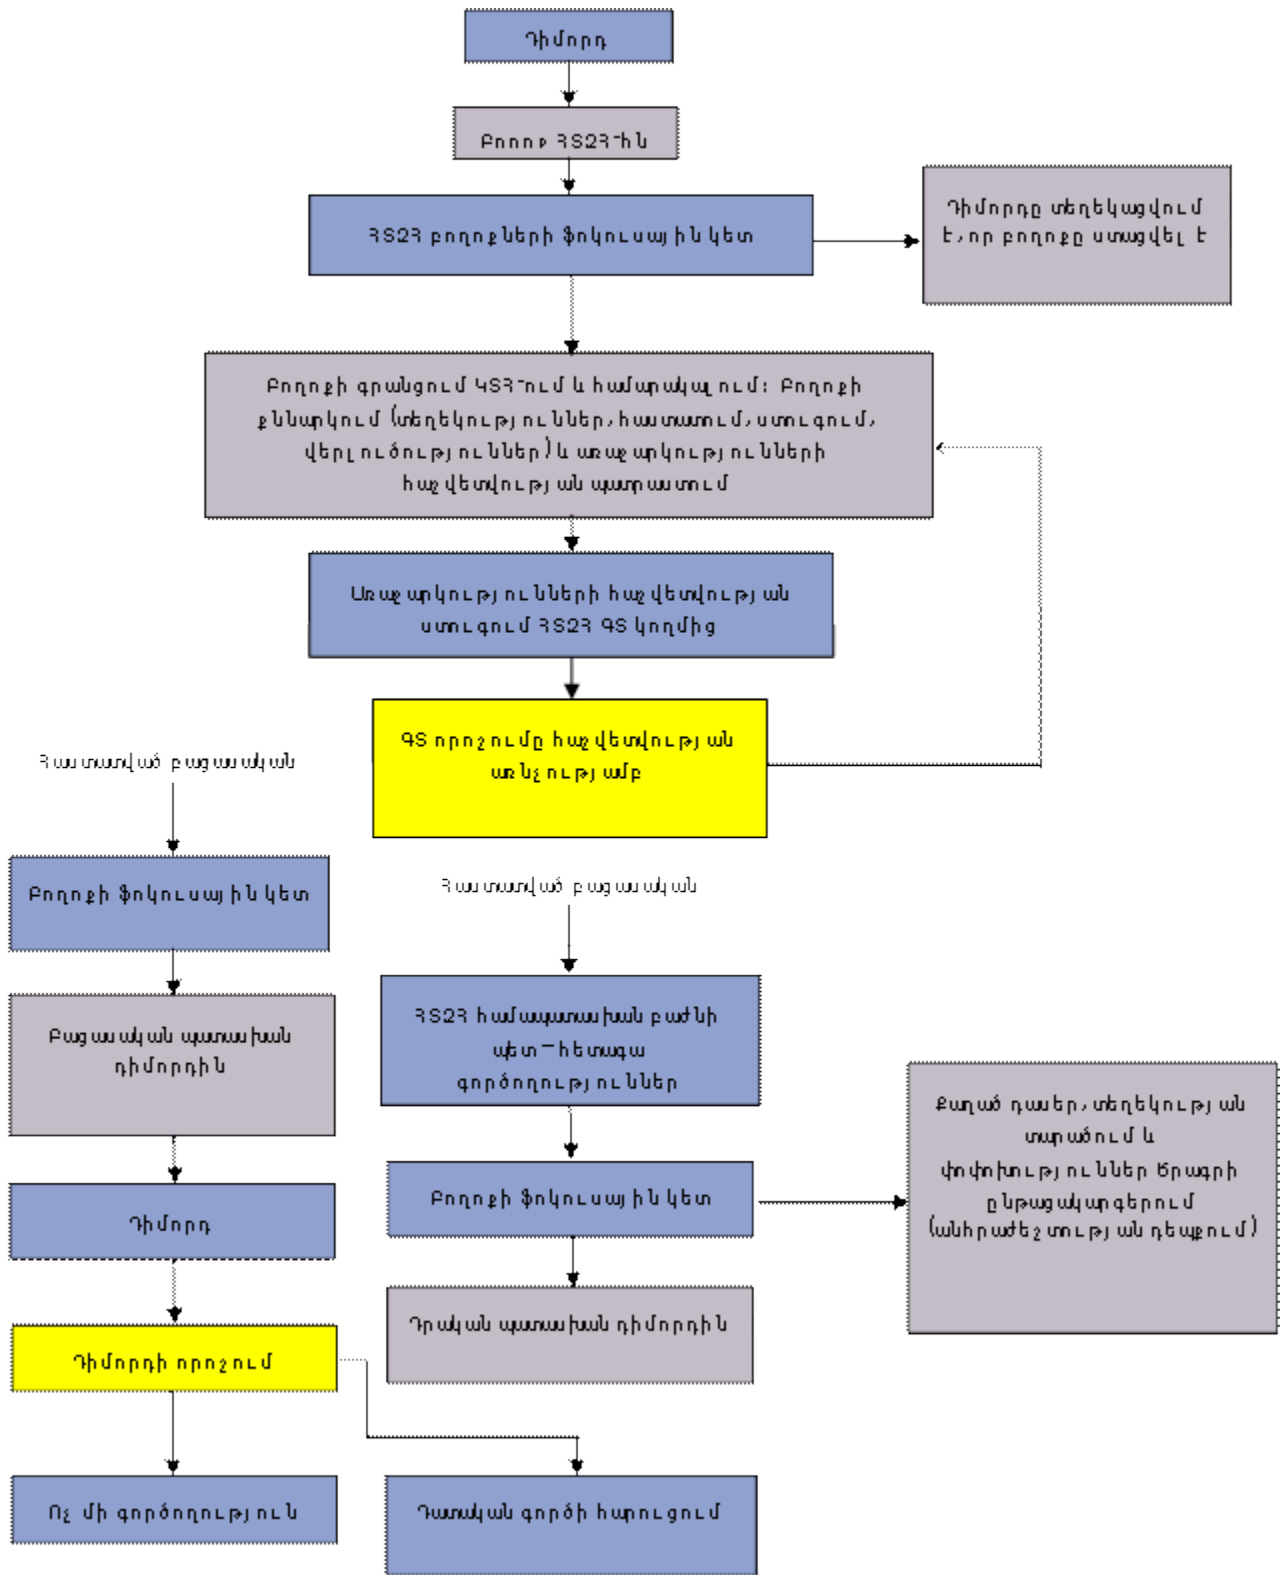 Դիմորդ
Բողոք ՀՏԶՀ-ին
ՀՏԶՀ բողոքների ֆոկուսային կետ
Դիմորդը տեղեկացվում
է, որ բողոքը ստացվել է
Բողոքի գրանցում ԿՏՀ-ում և համարակալում: Բողոքի
քննարկում (տեղեկություններ, հաստատում, ստուգում,
վերլուծություններ) և առաջարկությունների
հաշվետվության պատրաստում
Առաջարկությունների հաշվետվության
ստուգում ՀՏԶՀ ԳՏ կողմից
ԳՏ որոշումը հաշվետվության
առնչությամբ
Հաստատված բացասական
Բողոքի ֆոկուսային կետ
Հաստատված բացասական
Բացասական պատասխան
դիմորդին
ՀՏԶՀ համապատասխան բաժնի
պետ – հետագա
գործողություններ
Քաղած դասեր, տեղեկության
տարածում և
փոփոխություններ Ծրագրի
ընթացակարգերում
(անհրաժեշտության դեպքում)
Դիմորդ
Բողոքի ֆոկուսային կետ
Դիմորդի որոշում
Դրական պատասխան դիմորդին
Ոչ մի գործողություն
Դատական գործի հարուցում